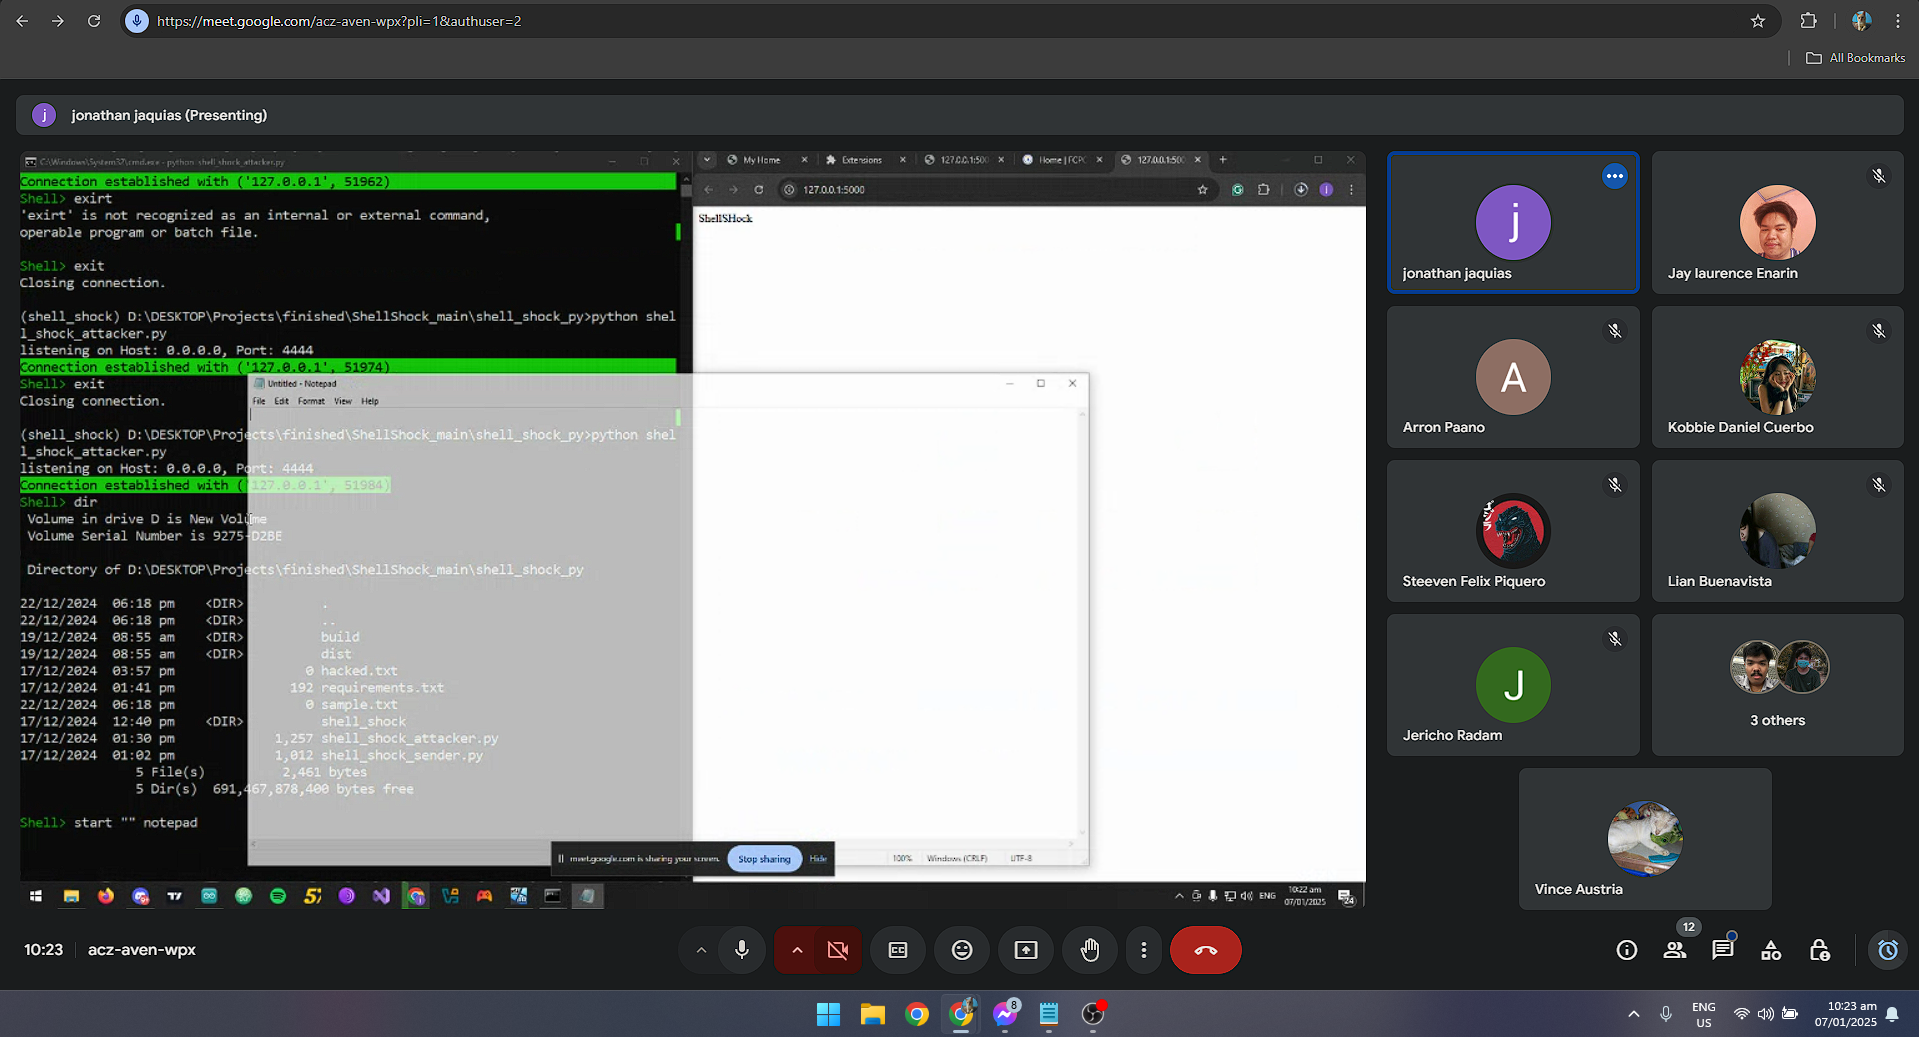 https://meet.google.com/acz-aven-wpx?pli=1&authuser=2
All Bookmarks
j jonathan jaquias (Presenting)
C:\Windows\System32\cmd.exe - python shell_shock_attacker.py
Connection established with ('127.0.0.1', 51962)
Shell> exirt
'exirt' is not recognized as an internal or external command,
operable program or batch file.
Shell> exit
Closing connection.
(shell_shock) D:\DESKTOP\Projects\finished\ShellShock_main\shell_shock_py>python shel
l_shock_attacker.py
listening on Host: 0.0.0.0, Port: 4444
Connection established with ('127.0.0.1', 51974)
Shell> exit
Closing connection.
(shell_shock) D:\DESKTOP\Projects\finished\ShellShock_main\shell_shock_py>python shel
l_shock_attacker.py
listening on Host: 0.0.0.0, Port: 4444
Connection established with ('127.0.0.1', 51984)
Shell> dir
Volume in drive D is New Volume
Volume Serial Number is 9275-D2BE
Directory of D:\DESKTOP\Projects\finished\ShellShock_main\shell_shock_py
22/12/2024 06:18 pm <DIR> .
22/12/2024 06:18 pm <DIR> ..
19/12/2024 08:55 am <DIR> build
19/12/2024 08:55 am <DIR> dist
17/12/2024 03:57 pm 0 hacked.txt
17/12/2024 01:41 pm 192 requirements.txt
22/12/2024 06:18 pm 0 sample.txt
17/12/2024 12:40 pm <DIR> shell_shock
17/12/2024 01:30 pm 1,257 shell_shock_attacker.py
17/12/2024 01:02 pm 1,012 shell_shock_sender.py
5 File(s) 2,461 bytes
5 Dir(s) 691,467,878,400 bytes free
Shell> start "" notepad
Untitled - Notepad
File Edit Format View Help
100% Windows (CRLF) UTF-8
meet.google.com is sharing your screen. Stop sharing Hide
My Home Extensions 127.0.0.1:500 Home | FCPC 127.0.0.1:500
127.0.0.1:5000
ShellSHock
ENG 10:22 am
07/01/2025
24
j
jonathan jaquias
Jay laurence Enarin
A
Arron Paano
Kobbie Daniel Cuerbo
Steeven Felix Piquero
Lian Buenavista
J
Jericho Radam
3 others
Vince Austria
10:23 acz-aven-wpx
12
8
ENG
US
10:23 am
07/01/2025